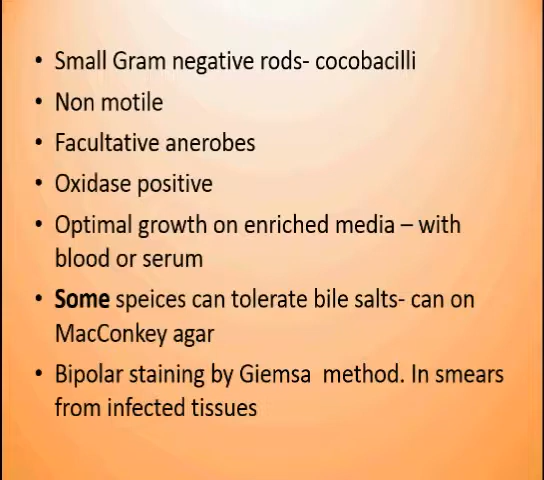 • Small Gram negative rods- cocobacilli
• Non motile
• Facultative anerobes
• Oxidase positive
• Optimal growth on enriched media – with
blood or serum
• Some speices can tolerate bile salts- can on
MacConkey agar
• Bipolar staining by Giemsa  method. In smears
from infected tissues